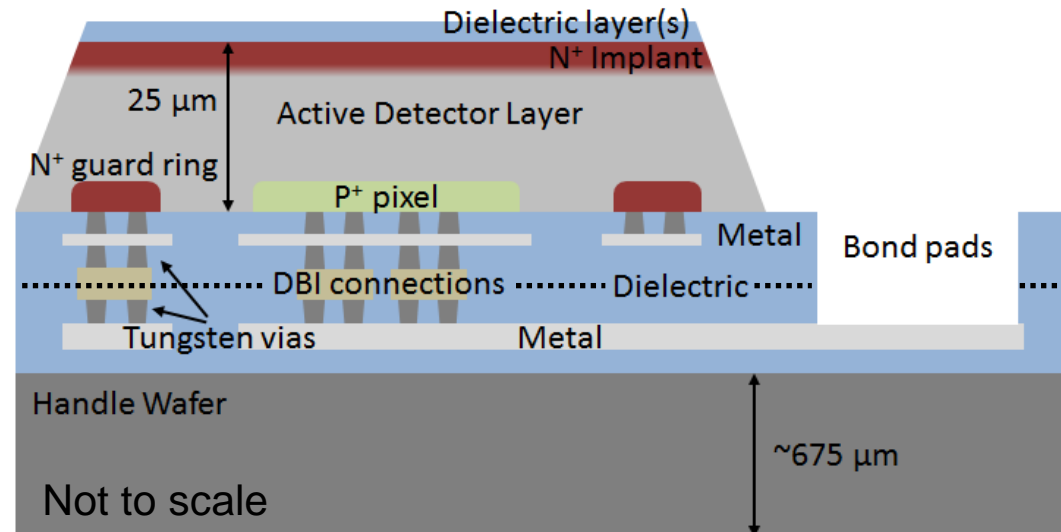 Dielectric layer(s)
N+ Implant
25 µm
Active Detector Layer
N+ guard ring
P+ pixel
Metal
Bond pads
DBI connections
Dielectric
Tungsten vias
Metal
Handle Wafer
~675 µm
Not to scale